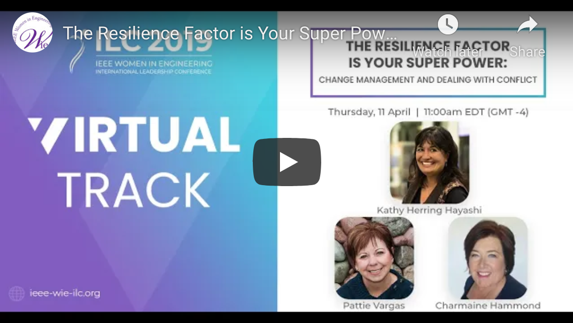 The Resilience Factor is Your Super Pow...
Watch later
Share
ILC 2019
IEEE WOMEN IN ENGINEERING
INTERNATIONAL LEADERSHIP CONFERENCE
VIRTUAL
TRACK
ieee-wie-ilc.org
THE RESILIENCE FACTOR
IS YOUR SUPER POWER:
CHANGE MANAGEMENT AND DEALING WITH CONFLICT
Thursday, 11 April | 11:00am EDT (GMT -4)
Kathy Herring Hayashi
Pattie Vargas
Charmaine Hammond